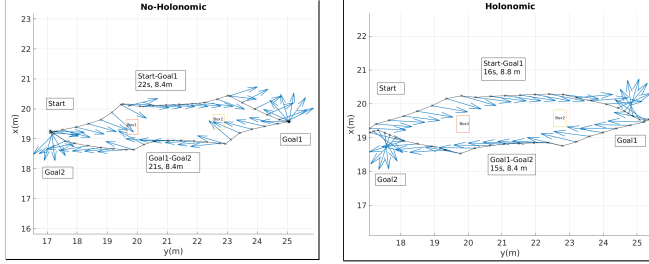 No-Holonomic
23
22
21
20
19
18
17
16
x(m)
17
18
19
20
21
22
23
24
25
y(m)
Start-Goal1
22s, 8.4m
Start
Box1
Box2
Goal1
Goal1-Goal2
21s, 8.4m
Goal2
Holonomic
22
21
20
19
18
17
x(m)
18
19
20
21
22
23
24
25
y(m)
Start-Goal1
16s, 8.8 m
Start
Box1
Box2
Goal1
Goal1-Goal2
15s, 8.4 m
Goal2